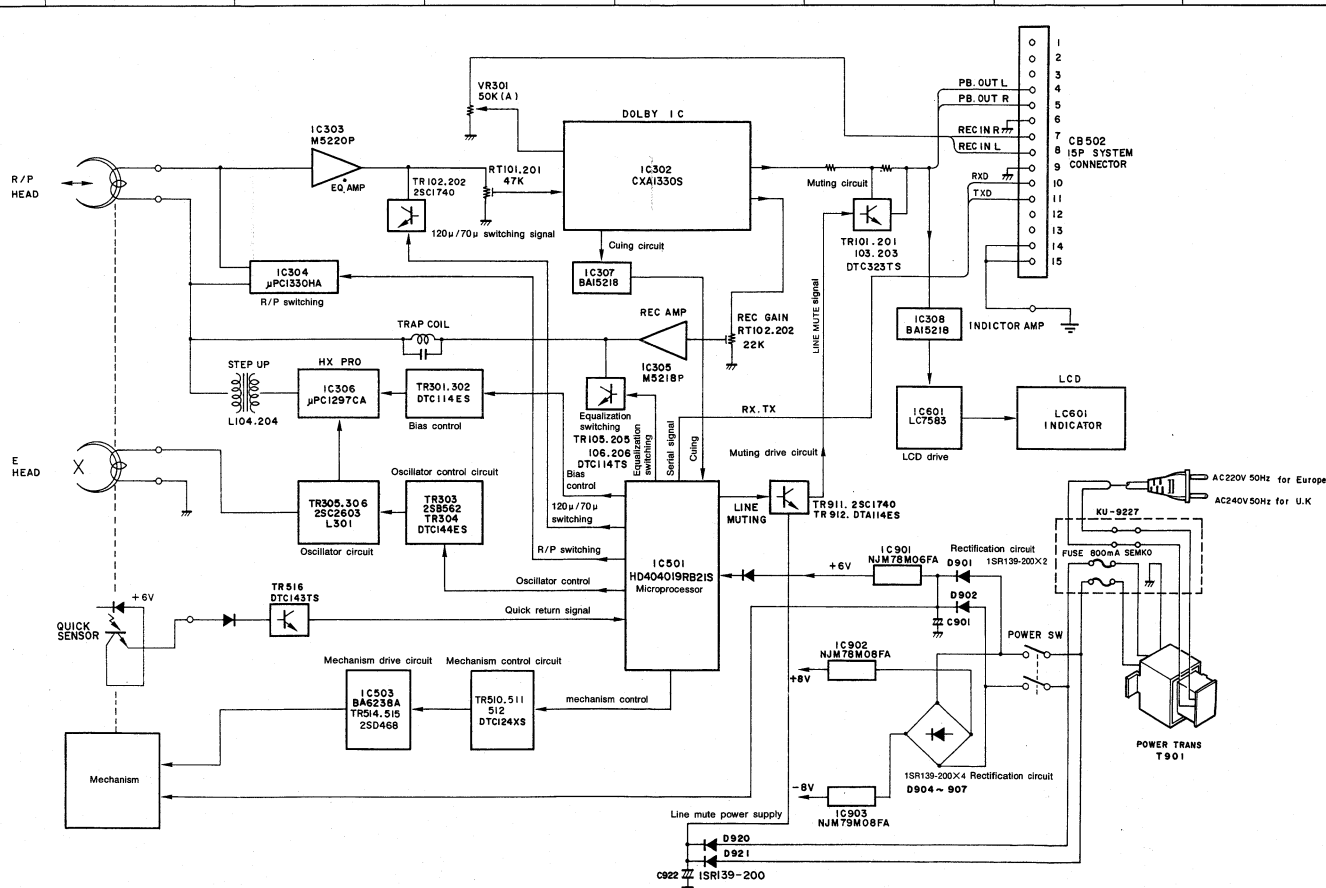 R/P
HEAD
IC303
M5220P
EQ. AMP
VR301
50K(A)
RT101.201
47K
TR102.202
2SC1740
120μ/70μ switching signal
DOLBY IC
IC302
CXA1330S
Cuing circuit
IC307
BA15218
Muting circuit
TR101.201
103.203
DTC323TS
PB. OUT L
PB. OUT R
REC IN R
REC IN L
RXD
TXD
1
2
3
4
5
6
7
8
9
10
11
12
13
14
15
CB502
15P SYSTEM
CONNECTOR
IC304
μPC1330HA
R/P switching
TRAP COIL
REC AMP
IC305
M5218P
REC GAIN
RT102.202
22K
LINE MUTE signal
IC308
BA15218
INDICTOR AMP
STEP UP
L104.204
HX PRO
IC306
μPC1297CA
TR301.302
DTC114ES
Bias control
Equalization
switching
TR105.205
106.206
DTC114TS
Equalization
switching
Serial signal
Cuing
RX.TX
Muting drive circuit
IC601
LC7583
LCD drive
LCD
LC601
INDICATOR
E
HEAD
TR305.306
2SC2603
L301
Oscillator circuit
Oscillator control circuit
TR303
2SB562
TR304
DTC144ES
Bias
control
120μ/70μ
switching
R/P switching
Oscillator control
Quick return signal
IC501
HD404019RB21S
Microprocessor
LINE
MUTING
TR911. 2SC1740
TR912. DTA114ES
AC220V 50Hz for Europe
AC240V 50Hz for U.K
KU-9227
FUSE 800mA SEMKO
+6V
IC901
NJM78M06FA
Rectification circuit
1SR139-200×2
D901
D902
C901
POWER SW
QUICK
SENSOR
+6V
TR516
DTC143TS
Mechanism drive circuit
IC503
BA6238A
TR514.515
2SD468
Mechanism control circuit
TR510.511
512
DTC124XS
mechanism control
IC902
NJM78M08FA
+8V
-8V
IC903
NJM79M08FA
1SR139-200×4 Rectification circuit
D904~907
POWER TRANS
T901
Mechanism
Line mute power supply
D920
D921
C922
1SR139-200